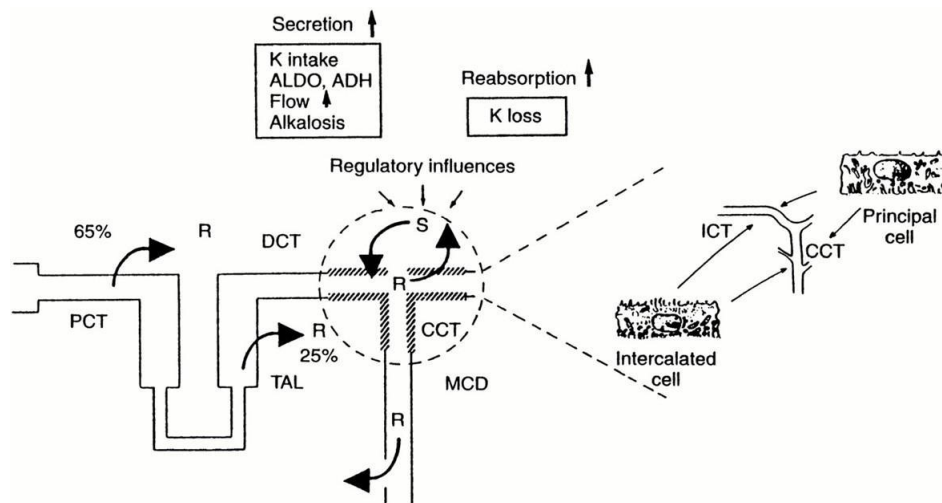 Secretion
K intake
ALDO, ADH
Flow
Alkalosis
Reabsorption
K loss
Regulatory influences
65%
R
DCT
S
R
PCT
R
25%
TAL
CCT
MCD
R
ICT
CCT
Principal
cell
Intercalated
cell